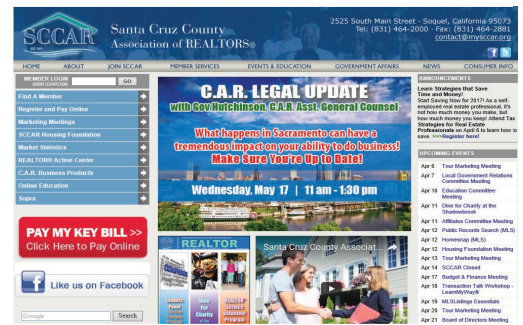 SCCAR
Santa Cruz County
Association of REALTORS®
2525 South Main Street · Soquel, California 95073
Tel: (831) 464-2000 - Fax: (831) 464-2881
contact@mysccar.org
HOME ABOUT JOIN SCCAR MEMBER SERVICES EVENTS & EDUCATION GOVERNMENT AFFAIRS NEWS CONSUMER INFO
MEMBER LOGIN
GO
Find A Member
Register and Pay Online
Marketing Meetings
SCCAR Housing Foundation
Market Statistics
REALTOR® Action Center
C.A.R. Business Products
Online Education
Supra
PAY MY KEY BILL >>
Click Here to Pay Online
Like us on Facebook
Google Search
C.A.R. LEGAL UPDATE
with Gov Hutchinson, C.A.R. Asst. General Counsel
What happens in Sacramento can have a
tremendous impact on your ability to do business!
Make Sure You're Up to Date!
Wednesday, May 17 | 11 am - 1:30 pm
REALTOR
Dine
For
Charity
Santa Cruz County Associat...
ANNOUNCEMENTS
Learn Strategies that Save
Time and Money!
Start Saving Now for 2017! As a self-
employed real estate professional, it's
not how much you make, but
how much you keep! Attend Tax
Strategies for Real Estate
Professionals on April 6 to learn how to
save. >>>Register here!
UPCOMING EVENTS
Apr 6 Tour Marketing Meeting
Apr 7 Local Government Relations
Committee Meeting
Apr 10 Education Committee
Meeting
Apr 11 Dine for Charity at the
Shadowbrook
Apr 11 Affiliates Committee Meeting
Apr 12 Public Records Search (MLS)
Apr 12 Homesnap (MLS)
Apr 12 Housing Foundation Meeting
Apr 13 Tour Marketing Meeting
Apr 14 SCCAR Closed
Apr 17 Budget & Finance Meeting
Apr 18 Transaction Talk Workshop -
LearnMyWay®
Apr 19 MLSListings Essentials
Apr 20 Tour Marketing Meeting
Apr 21 Board of Directors Meeting